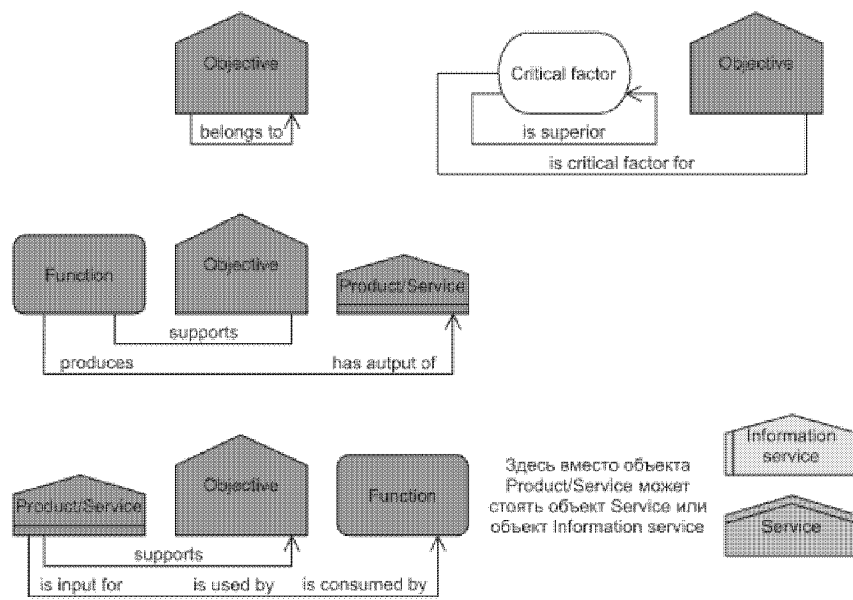 Objective
belongs to
Critical factor
Objective
is superior
is critical factor for
Function
Objective
Product/Service
supports
produces
has autput of
Product/Service
Objective
Function
supports
is input for
is used by
is consumed by
Здесь вместо объекта
Product/Service может
стоять объект Service или
объект Information service
Information
service
Service